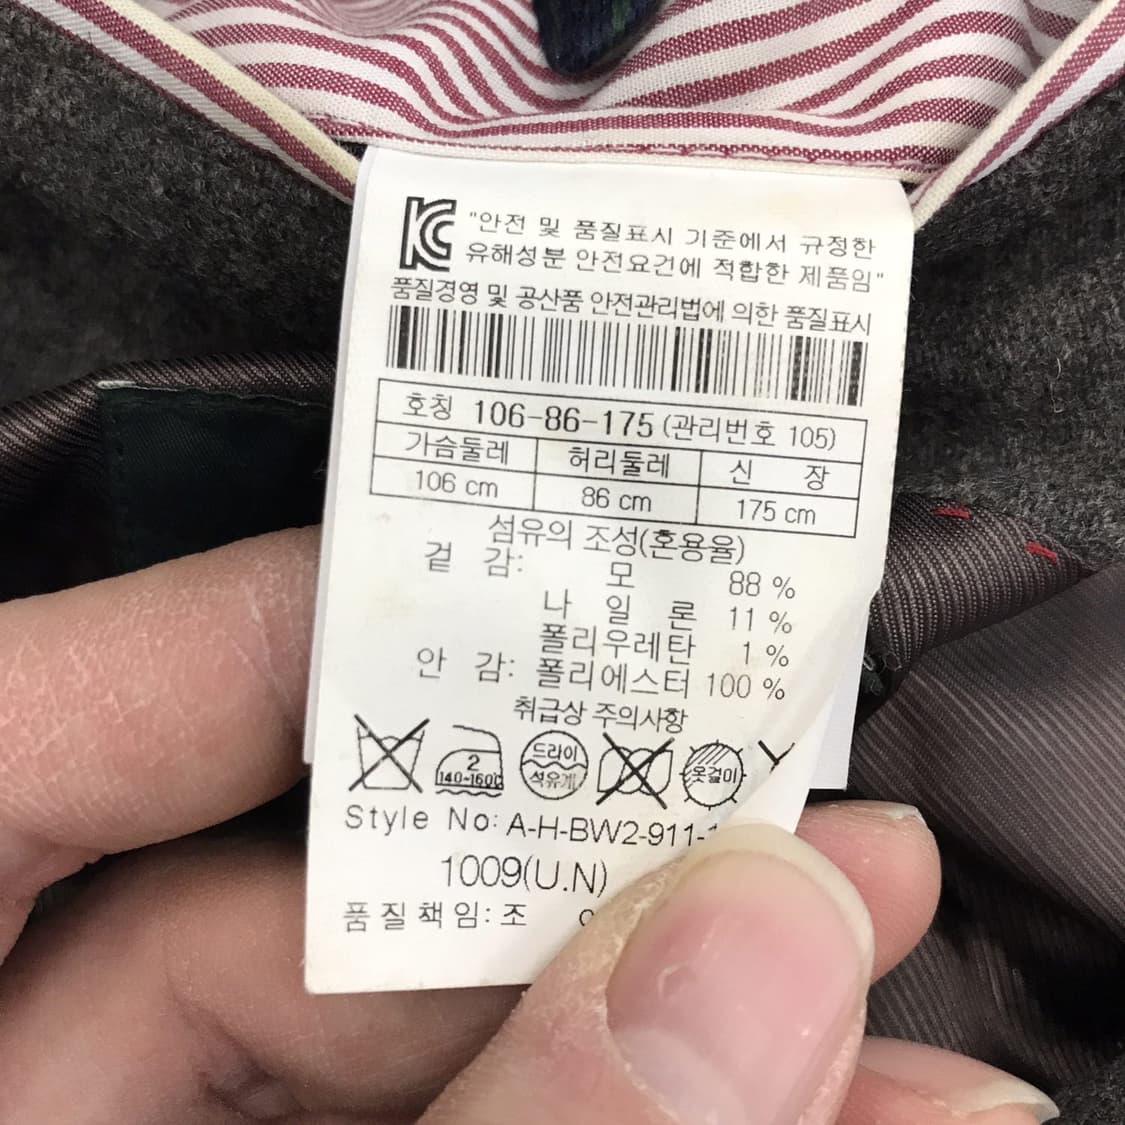 KC "안전 및 품질표시 기준에서 규정한
유해성분 안전요건에 적합한 제품임"
품질경영 및 공산품 안전관리법에 의한 품질표시
호칭 106-86-175 (관리번호 105)
가슴둘레 허리둘레 신 장
106 cm 86 cm 175 cm
섬유의 조성(혼용율)
겉 감: 모 88 %
나 일 론 11 %
폴리우레탄 1 %
안 감: 폴리에스터 100 %
취급상 주의사항
2 140~160℃ 드라이 석유계 옷걸이
Style No: A-H-BW2-911-
1009(U.N)
품질책임: 조